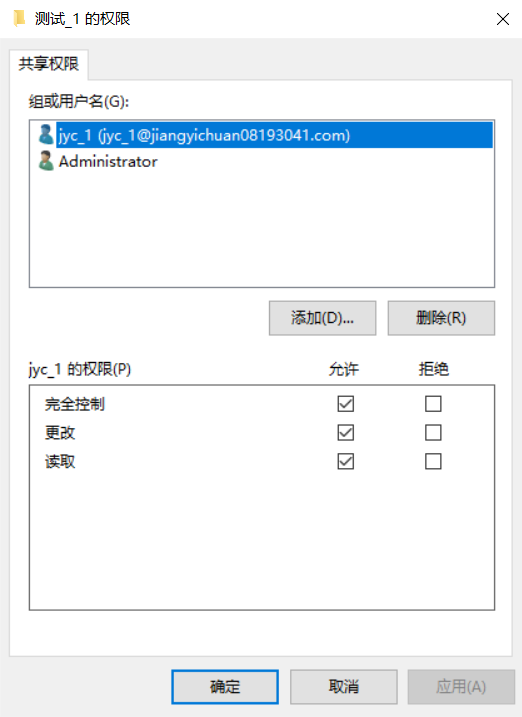 测试_1 的权限
共享权限
组或用户名(G):
jyc_1 (jyc_1@jiangyichuan08193041.com)
Administrator
添加(D)... 删除(R)
jyc_1 的权限(P) 允许 拒绝
完全控制
更改
读取
确定 取消 应用(A)